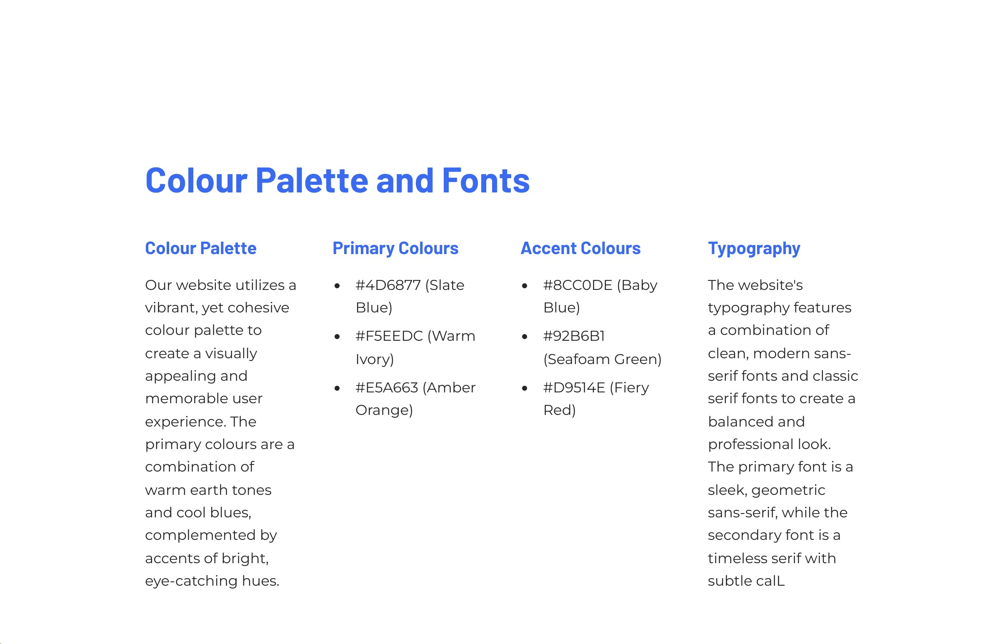 Colour Palette and Fonts
Colour Palette
Our website utilizes a
vibrant, yet cohesive
colour palette to
create a visually
appealing and
memorable user
experience. The
primary colours are a
combination of
warm earth tones
and cool blues,
complemented by
accents of bright,
eye-catching hues.
Primary Colours
• #4D6877 (Slate
Blue)
• #F5EEDC (Warm
Ivory)
• #E5A663 (Amber
Orange)
Accent Colours
• #8CC0DE (Baby
Blue)
• #92B6B1
(Seafoam Green)
• #D9514E (Fiery
Red)
Typography
The website's
typography features
a combination of
clean, modern sans-
serif fonts and classic
serif fonts to create a
balanced and
professional look.
The primary font is a
sleek, geometric
sans-serif, while the
secondary font is a
timeless serif with
subtle calL